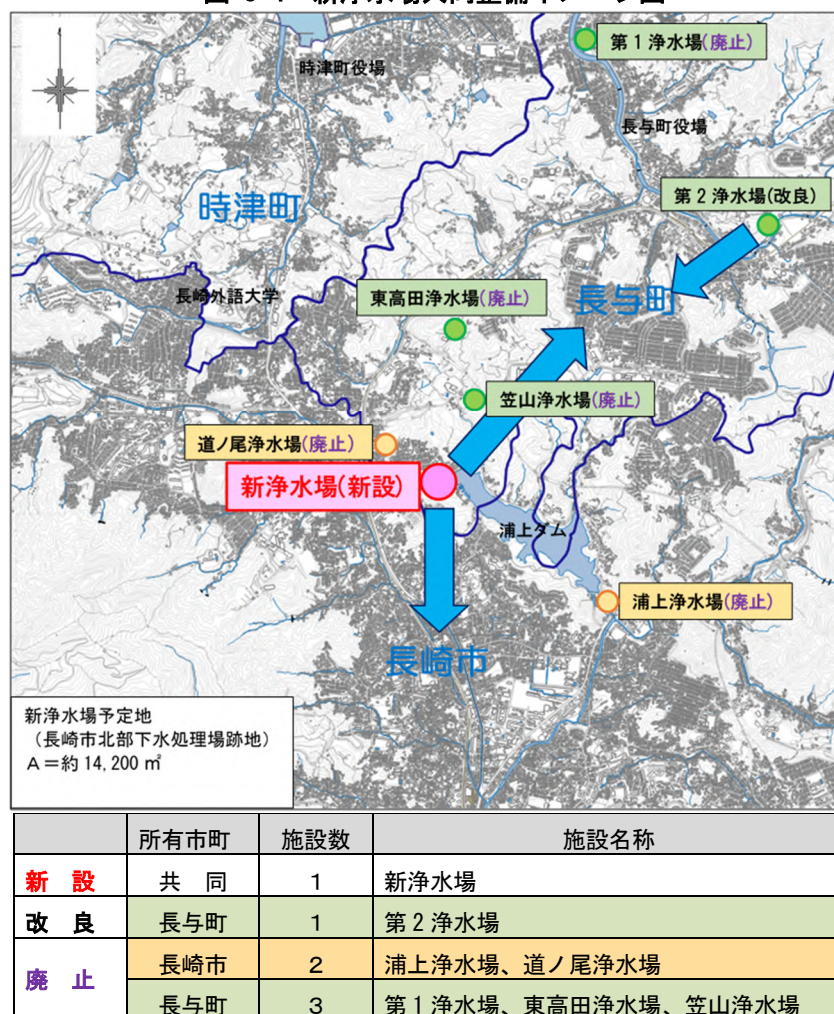 時津町役場
第1浄水場(廃止)
長与町役場
第2浄水場(改良)
時津町
長崎外語大学
東高田浄水場(廃止)
長与町
笠山浄水場(廃止)
道ノ尾浄水場(廃止)
新浄水場(新設)
浦上ダム
浦上浄水場(廃止)
長崎市
新浄水場予定地
(長崎市北部下水処理場跡地)
A=約14,200㎡
所有市町 施設数 施設名称
新 設 共 同 1 新浄水場
改 良 長与町 1 第2浄水場
廃 止 長崎市 2 浦上浄水場、道ノ尾浄水場
長与町 3 第1浄水場、東高田浄水場、笠山浄水場